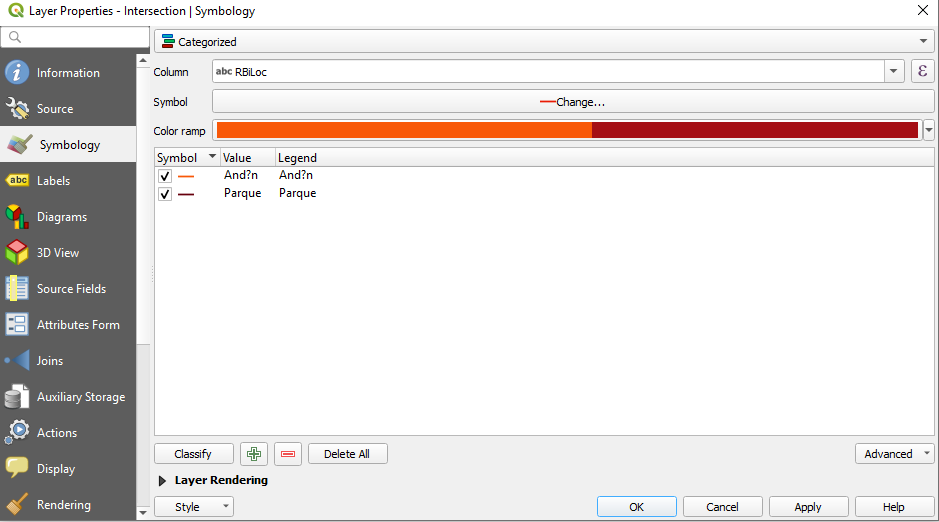 Layer Properties - Intersection | Symbology
Categorized
Information
Source
Symbology
abc Labels
Diagrams
3D View
Source Fields
Attributes Form
Joins
Auxiliary Storage
Actions
Display
Rendering
Column abc RBiLoc ε
Symbol Change...
Color ramp
Symbol Value Legend
And?n And?n
Parque Parque
Classify Delete All Advanced
Layer Rendering
Style OK Cancel Apply Help